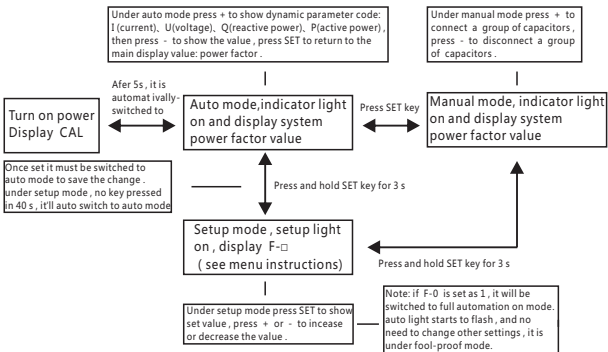 Under auto mode press + to show dynamic parameter code:
I (current), U(voltage), Q(reactive power), P(active power),
then press - to show the value , press SET to return to the
main display value: power factor .
Under manual mode press + to
connect a group of capacitors ,
press - to disconnect a group
of capacitors .
Afer 5s , it is
automat ivally-
switched to
Turn on power
Display CAL
Auto mode,indicator light
on and display system
power factor value
Press SET key
Manual mode, indicator light
on and display system
power factor value
Once set it must be switched to
auto mode to save the change .
under setup mode , no key pressed
in 40 s , it'll auto switch to auto mode
Press and hold SET key for 3 s
Setup mode , setup light
on , display F-□
( see menu instructions)
Press and hold SET key for 3 s
Under setup mode press SET to show
set value , press + or - to incease
or decrease the value .
Note: if F-0 is set as 1 , it will be
switched to full automation on mode.
auto light starts to flash , and no
need to change other settings , it is
under fool-proof mode.